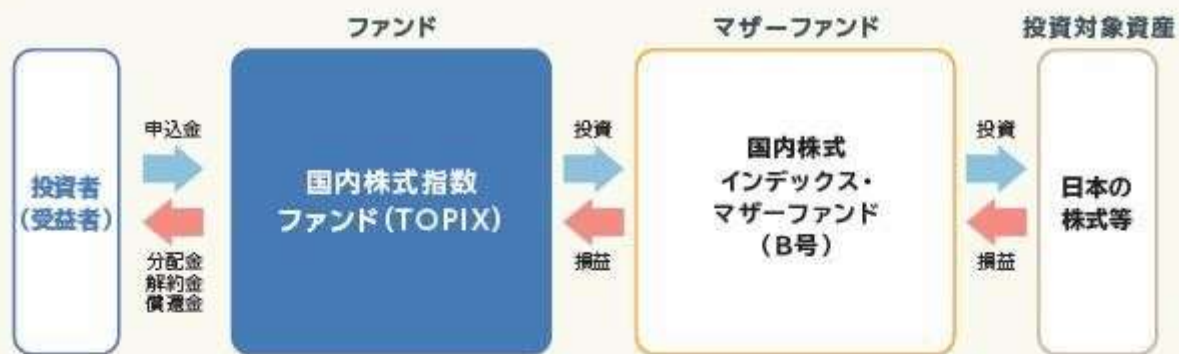 ファンド
マザーファンド
投資対象資産
投資者
(受益者)
申込金
分配金
解約金
償還金
国内株式指数
ファンド(TOPIX)
投資
損益
国内株式
インデックス・
マザーファンド
(B号)
投資
損益
日本の
株式等